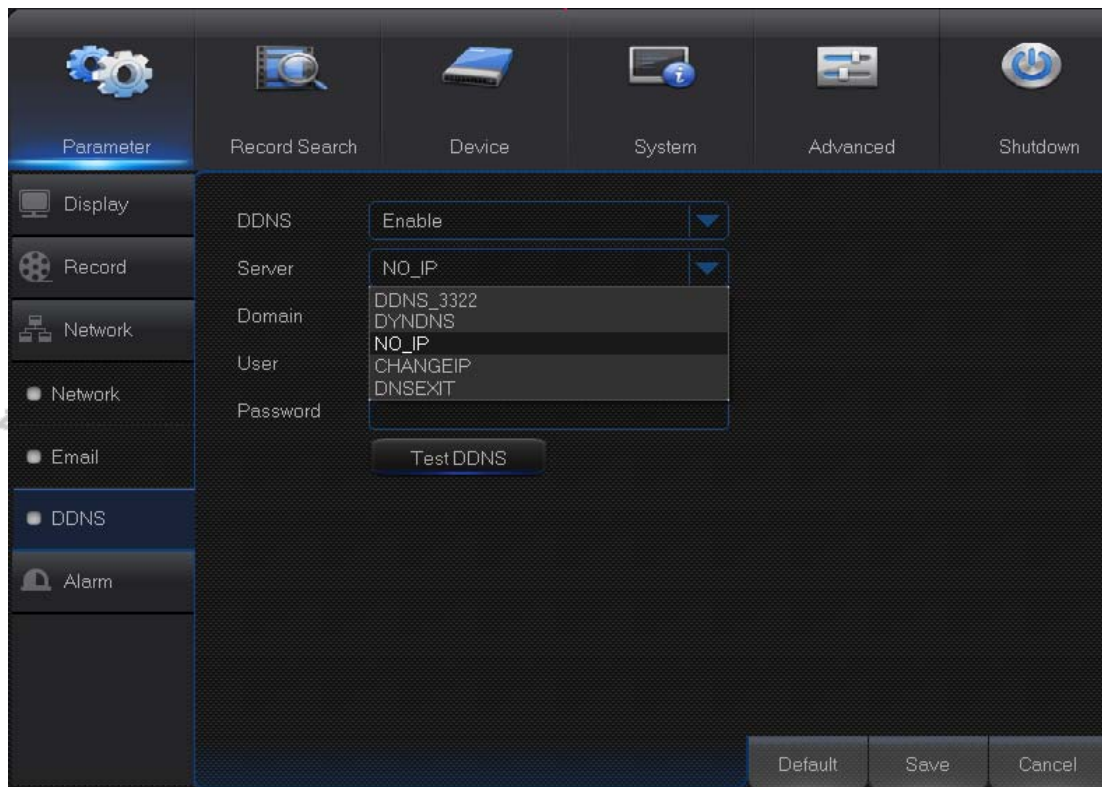 Parameter
Record Search
Device
System
Advanced
Shutdown
Display
Record
Network
Network
Email
DDNS
Alarm
DDNS Enable
Server NO_IP
DDNS_3322
DYNDNS
NO_IP
CHANGEIP
DNSEXIT
Domain
User
Password
Test DDNS
Default
Save
Cancel